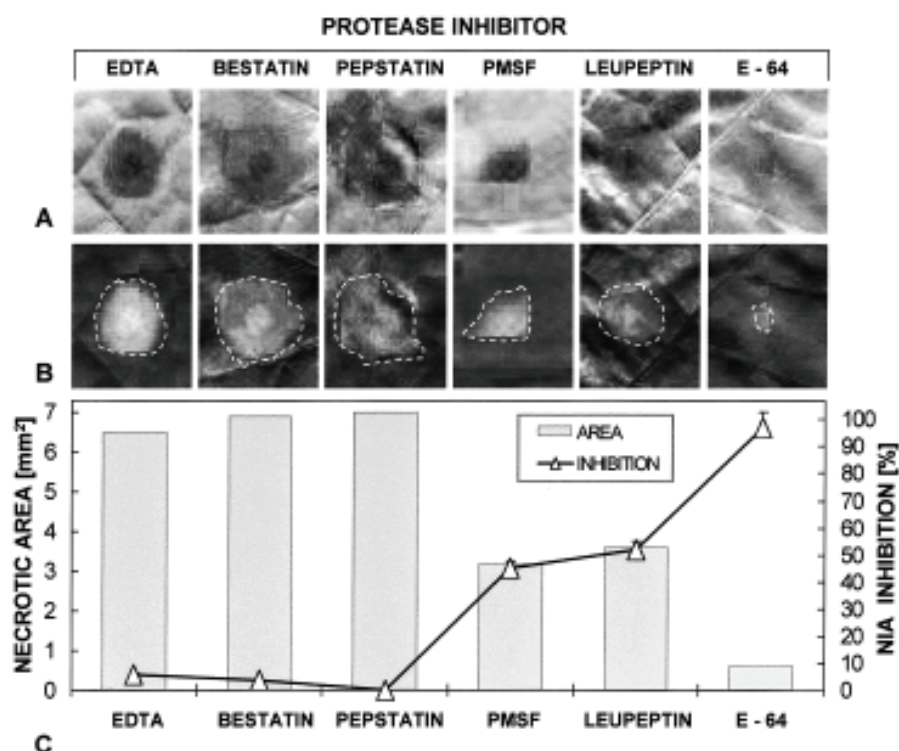 PROTEASE INHIBITOR
EDTA BESTATIN PEPSTATIN PMSF LEUPEPTIN E - 64
A
B
7
6
5
4
3
2
1
0
NECROTIC AREA [mm²]
AREA
INHIBITION
100
90
80
70
60
50
40
30
20
10
0
NIA INHIBITION [%]
EDTA BESTATIN PEPSTATIN PMSF LEUPEPTIN E - 64
C